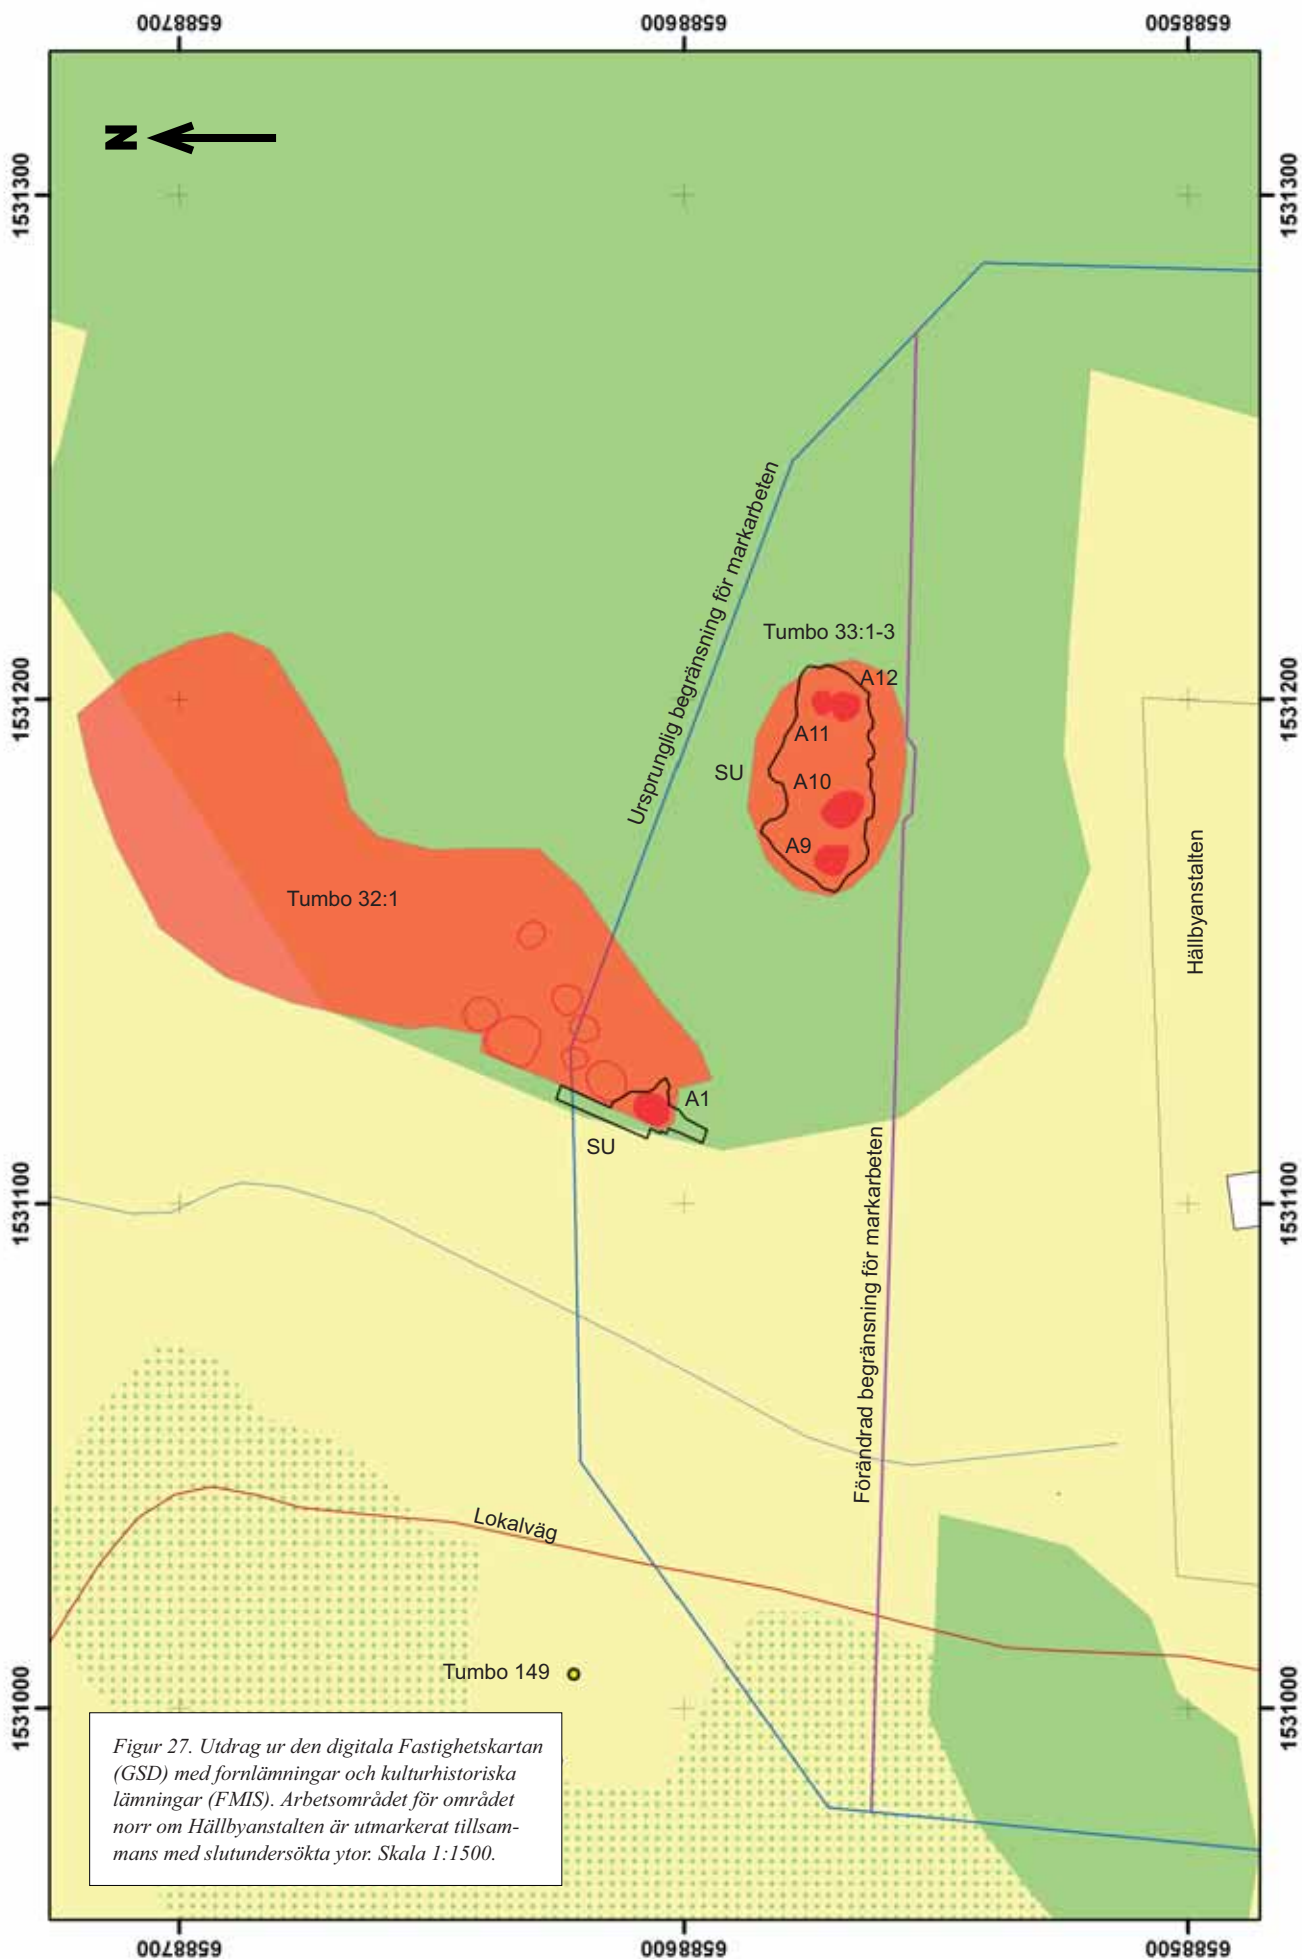 6588700
6588600
6588500
N
1531300
1531300
Ursprunglig begränsning för markarbeten
Tumbo 33:1-3
A12
1531200
1531200
A11
SU
A10
A9
Hällbyanstalten
Tumbo 32:1
A1
SU
1531100
1531100
Förändrad begränsning för markarbeten
Lokalväg
Tumbo 149
1531000
1531000
Figur 27. Utdrag ur den digitala Fastighetskartan
(GSD) med fornlämningar och kulturhistoriska
lämningar (FMIS). Arbetsområdet för området
norr om Hällbyanstalten är utmarkerat tillsam-
mans med slutundersökta ytor. Skala 1:1500.
6588700
6588600
6588500